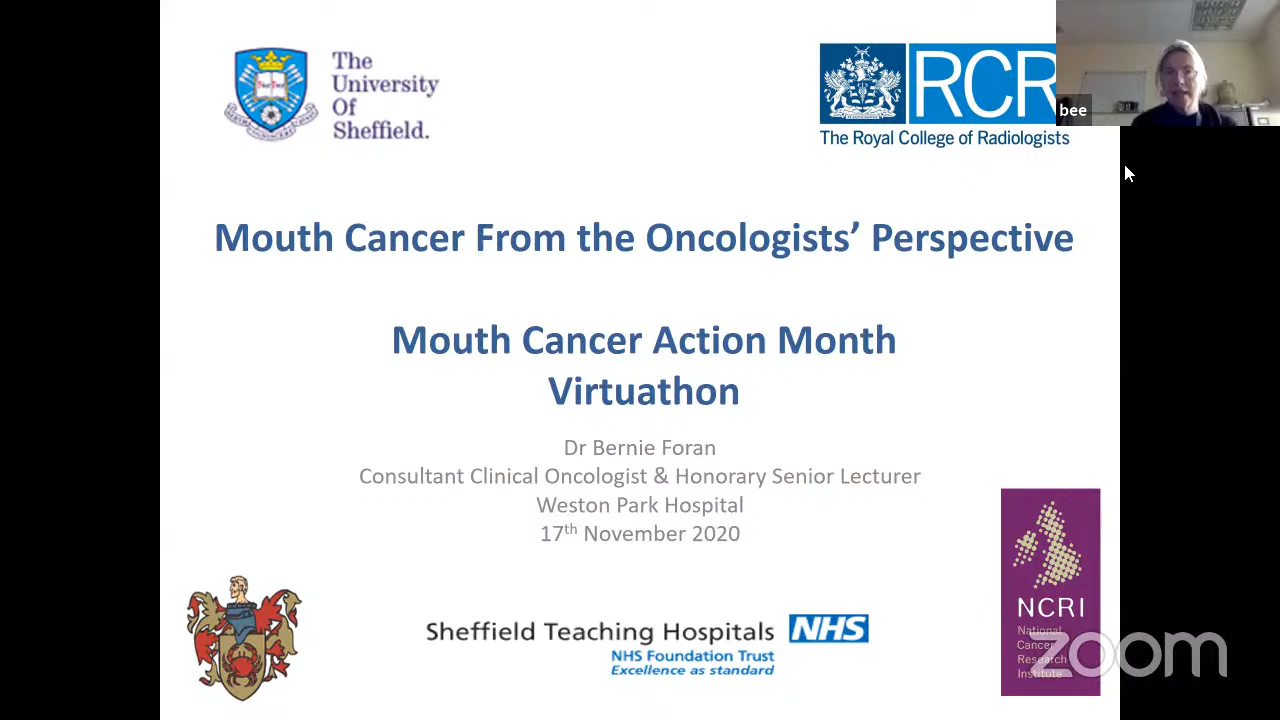 The
University
Of
Sheffield.
RCR
The Royal College of Radiologists
bee
Mouth Cancer From the Oncologists’ Perspective
Mouth Cancer Action Month
Virtuathon
Dr Bernie Foran
Consultant Clinical Oncologist & Honorary Senior Lecturer
Weston Park Hospital
17th November 2020
Sheffield Teaching Hospitals NHS
NHS Foundation Trust
Excellence as standard
NCRI
National
Cancer
Research
Institute
zoom